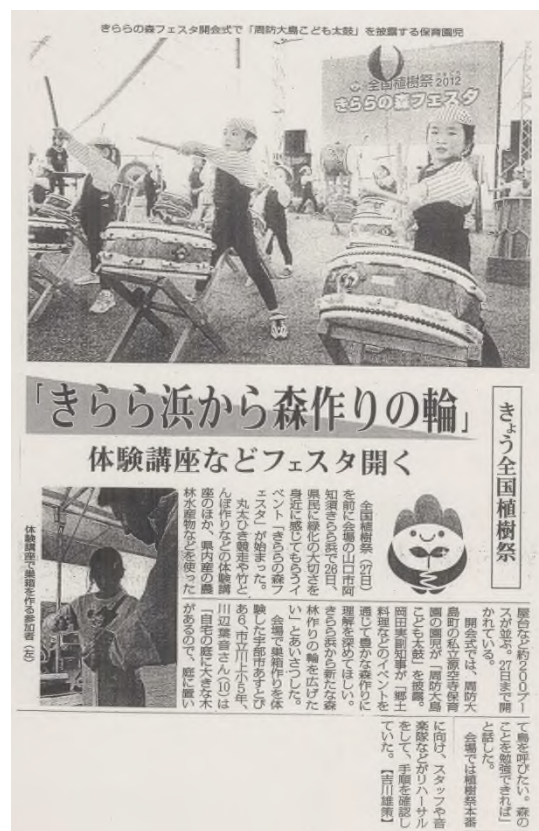 きららの森フェスタ開会式で「周防大島こども太鼓」を披露する保育園児
全国植樹祭
やまぐち
2012
きららの森フェスタ
「きらら浜から森作りの輪」
きょう全国植樹祭
体験講座などフェスタ開く
全国植樹祭(27日)
を前に会場の山口市阿
知須きらら浜で26日、
県民に緑化の大切さを
身近に感じてもらうイ
ベント「きららの森フ
ェスタ」が始まった。
丸太ひき競走や竹と
んぼ作りなどの体験講
座のほか、県内産の農
林水産物などを使った
体験講座で巣箱を作る参加者(左)
屋台など約200ブー
スが並ぶ。27日まで開
かれている。
開会式では、周防大
島町の私立源空寺保育
園の園児が「周防大島
こども太鼓」を披露。
岡田実副知事が「郷土
料理などのイベントを
通じて豊かな森作りに
理解を深めてほしい。
きらら浜から新たな森
林作りの輪を広げた
い」とあいさつした。
会場で巣箱作りを体
験した宇部市あすとぴ
あ6、市立川上小5年、
川辺葉音さん(10)は
「自宅の庭に大きな木
があるので、庭に置い
て鳥を呼びたい。森の
ことを勉強できれば」
と話した。
会場では植樹祭本番
に向け、スタッフや音
楽隊などがリハーサル
をして、手順を確認し
ていた。【吉川雄策】